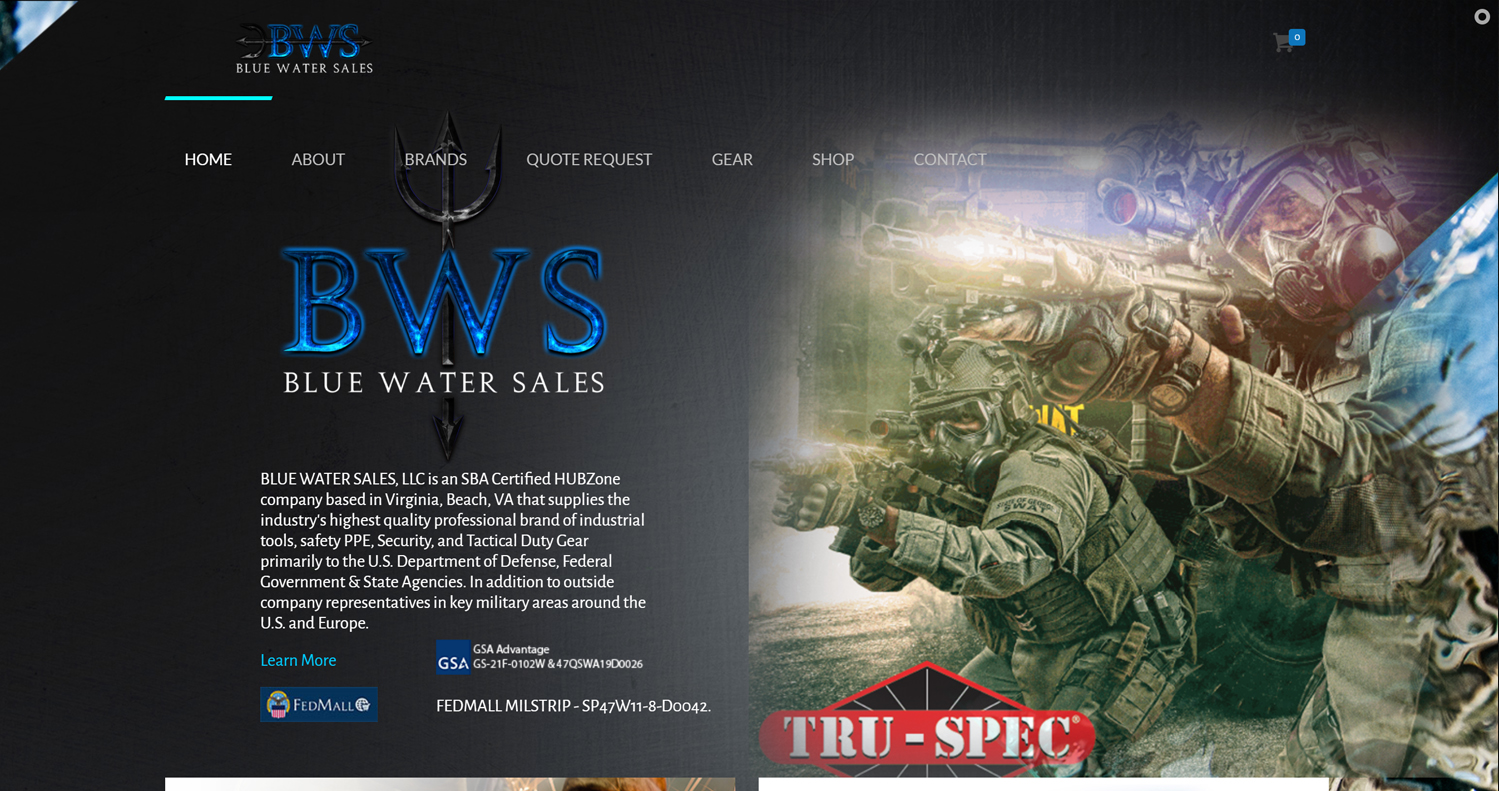 BWS
BLUE WATER SALES
0
HOME ABOUT BRANDS QUOTE REQUEST GEAR SHOP CONTACT
BWS
BLUE WATER SALES
BLUE WATER SALES, LLC is an SBA Certified HUBZone
company based in Virginia, Beach, VA that supplies the
industry's highest quality professional brand of industrial
tools, safety PPE, Security, and Tactical Duty Gear
primarily to the U.S. Department of Defense, Federal
Government & State Agencies. In addition to outside
company representatives in key military areas around the
U.S. and Europe.
Learn More
GSA
GSA Advantage
GS-21F-0102W & 47QSWA19D0026
FEDMALL
FEDMALL MILSTRIP - SP47W11-8-D0042.
SWAT
TRU-SPEC®